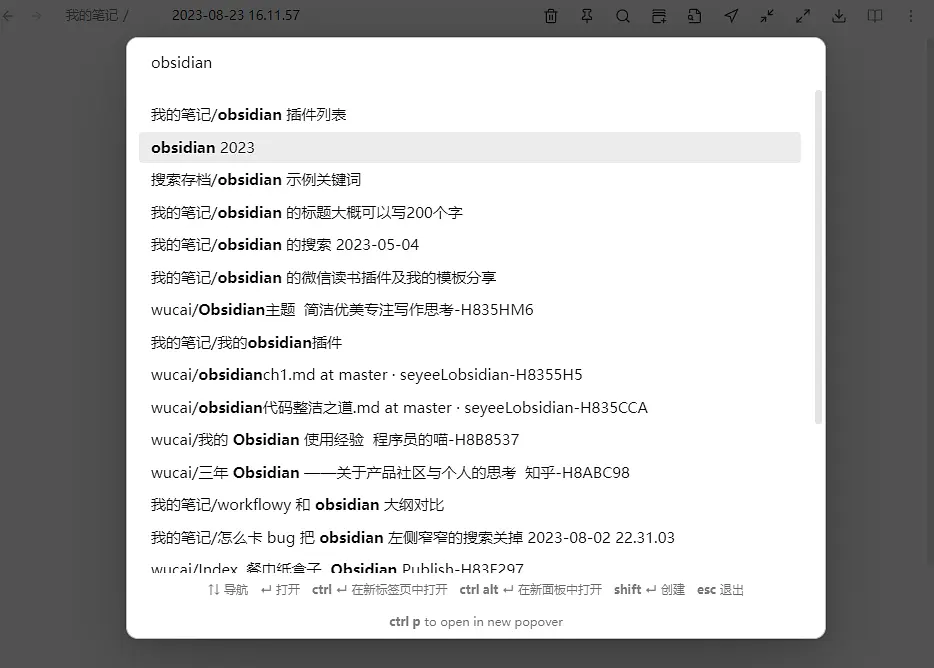 我的笔记 / 2023-08-23 16.11.57
obsidian
我的笔记/obsidian 插件列表
obsidian 2023
搜索存档/obsidian 示例关键词
我的笔记/obsidian 的标题大概可以写200个字
我的笔记/obsidian 的搜索 2023-05-04
我的笔记/obsidian 的微信读书插件及我的模板分享
wucai/Obsidian主题 简洁优美专注写作思考-H835HM6
我的笔记/我的obsidian插件
wucai/obsidianch1.md at master · seyeeLobsidian-H8355H5
wucai/obsidian代码整洁之道.md at master · seyeeLobsidian-H835CCA
wucai/我的 Obsidian 使用经验 程序员的喵-H8B8537
wucai/三年 Obsidian ——关于产品社区与个人的思考 知乎-H8ABC98
我的笔记/workflowy 和 obsidian 大纲对比
我的笔记/怎么卡 bug 把 obsidian 左侧窄窄的搜索关掉 2023-08-02 22.31.03
wucai/Index 餐巾纸盒子 Obsidian Publish-H83F297
↑↓ 导航 ↵ 打开 ctrl ↵ 在新标签页中打开 ctrl alt ↵ 在新面板中打开 shift ↵ 创建 esc 退出
ctrl p to open in new popover